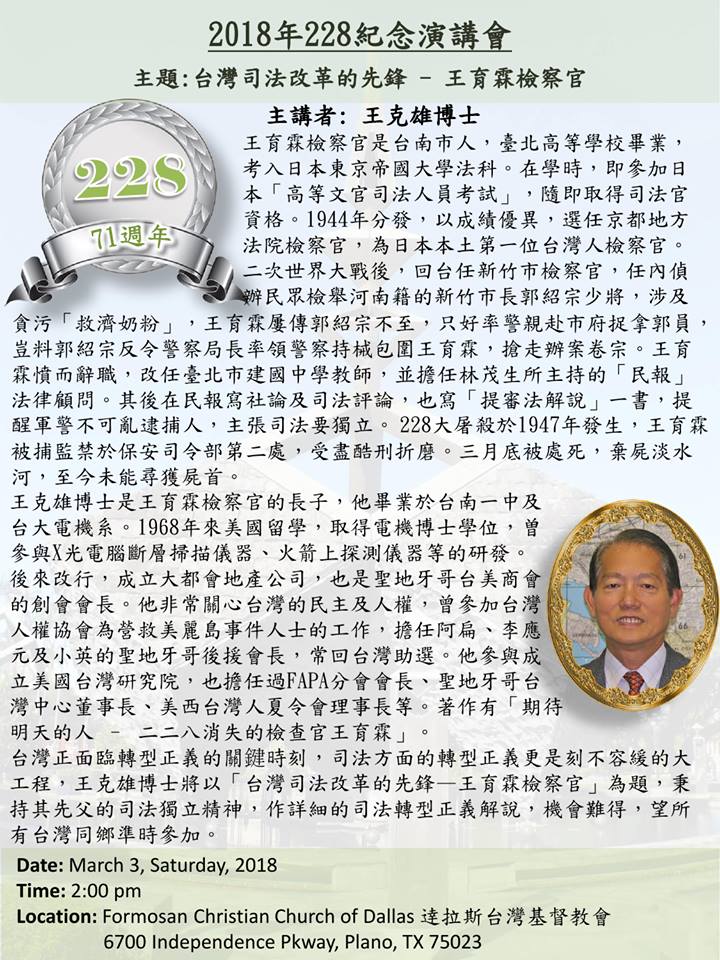 2018年228紀念演講會
主題:台灣司法改革的先鋒 - 王育霖檢察官
主講者: 王克雄博士
228
71週年
王育霖檢察官是台南市人，臺北高等學校畢業，
考入日本東京帝國大學法科。在學時，即參加日
本「高等文官司法人員考試」，隨即取得司法官
資格。1944年分發，以成績優異，選任京都地方
法院檢察官，為日本本土第一位台灣人檢察官。
二次世界大戰後，回台任新竹市檢察官，任內偵
辦民眾檢舉河南籍的新竹市長郭紹宗少將，涉及
貪污「救濟奶粉」，王育霖屢傳郭紹宗不至，只好率警親赴市府捉拿郭員，
豈料郭紹宗反令警察局長率領警察持械包圍王育霖，搶走辦案卷宗。王育
霖憤而辭職，改任臺北市建國中學教師，並擔任林茂生所主持的「民報」
法律顧問。其後在民報寫社論及司法評論，也寫「提審法解說」一書，提
醒軍警不可亂逮捕人，主張司法要獨立。228大屠殺於1947年發生，王育霖
被捕監禁於保安司令部第二處，受盡酷刑折磨。三月底被處死，棄屍淡水
河，至今未能尋獲屍首。
王克雄博士是王育霖檢察官的長子，他畢業於台南一中及
台大電機系。1968年來美國留學，取得電機博士學位，曾
參與X光電腦斷層掃描儀器、火箭上探測儀器等的研發。
後來改行，成立大都會地產公司，也是聖地牙哥台美商會
的創會會長。他非常關心台灣的民主及人權，曾參加台灣
人權協會為營救美麗島事件人士的工作，擔任阿扁、李應
元及小英的聖地牙哥後援會長，常回台灣助選。他參與成
立美國台灣研究院，也擔任過FAPA分會會長、聖地牙哥台
灣中心董事長、美西台灣人夏令會理事長等。著作有「期待
明天的人 - 二二八消失的檢查官王育霖」。
台灣正面臨轉型正義的關鍵時刻，司法方面的轉型正義更是刻不容緩的大
工程，王克雄博士將以「台灣司法改革的先鋒—王育霖檢察官」為題，秉
持其先父的司法獨立精神，作詳細的司法轉型正義解說，機會難得，望所
有台灣同鄉準時參加。
Date: March 3, Saturday, 2018
Time: 2:00 pm
Location: Formosan Christian Church of Dallas 達拉斯台灣基督教會
6700 Independence Pkway, Plano, TX 75023